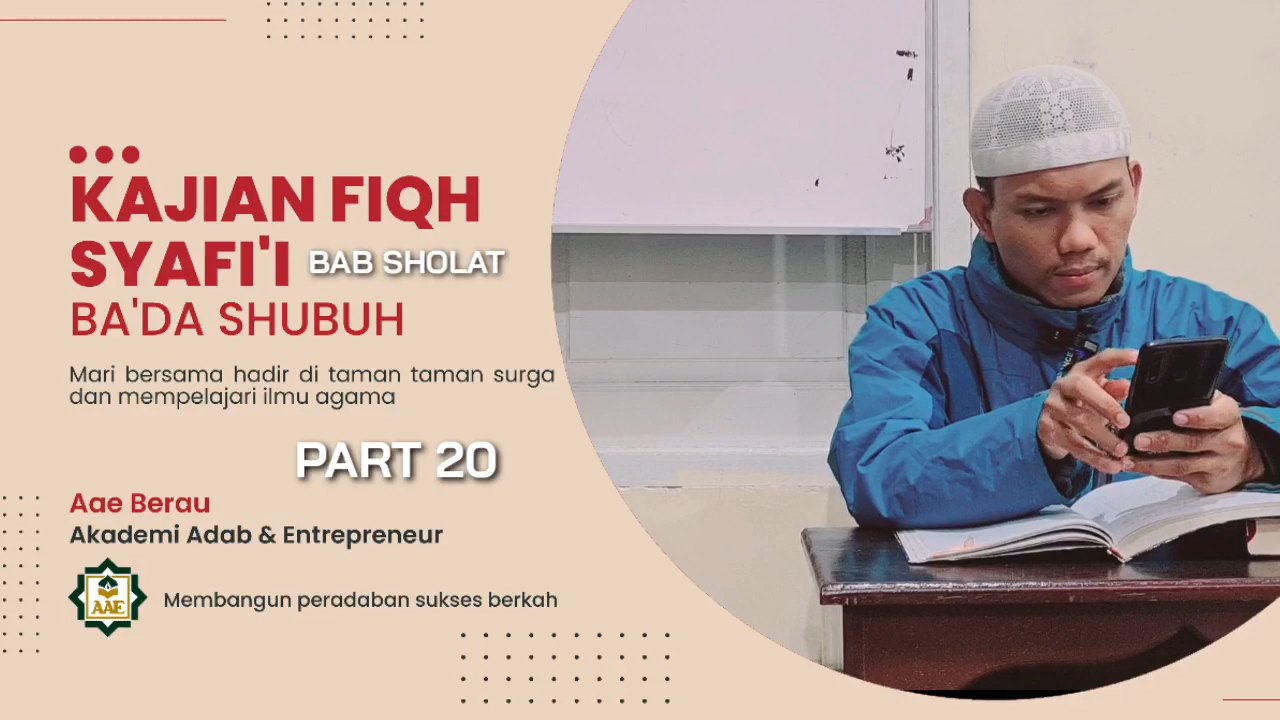 KAJIAN FIQH
SYAFI'I BAB SHOLAT
BA'DA SHUBUH
Mari bersama hadir di taman taman surga
dan mempelajari ilmu agama
PART 20
Aae Berau
Akademi Adab & Entrepreneur
AAE
Membangun peradaban sukses berkah